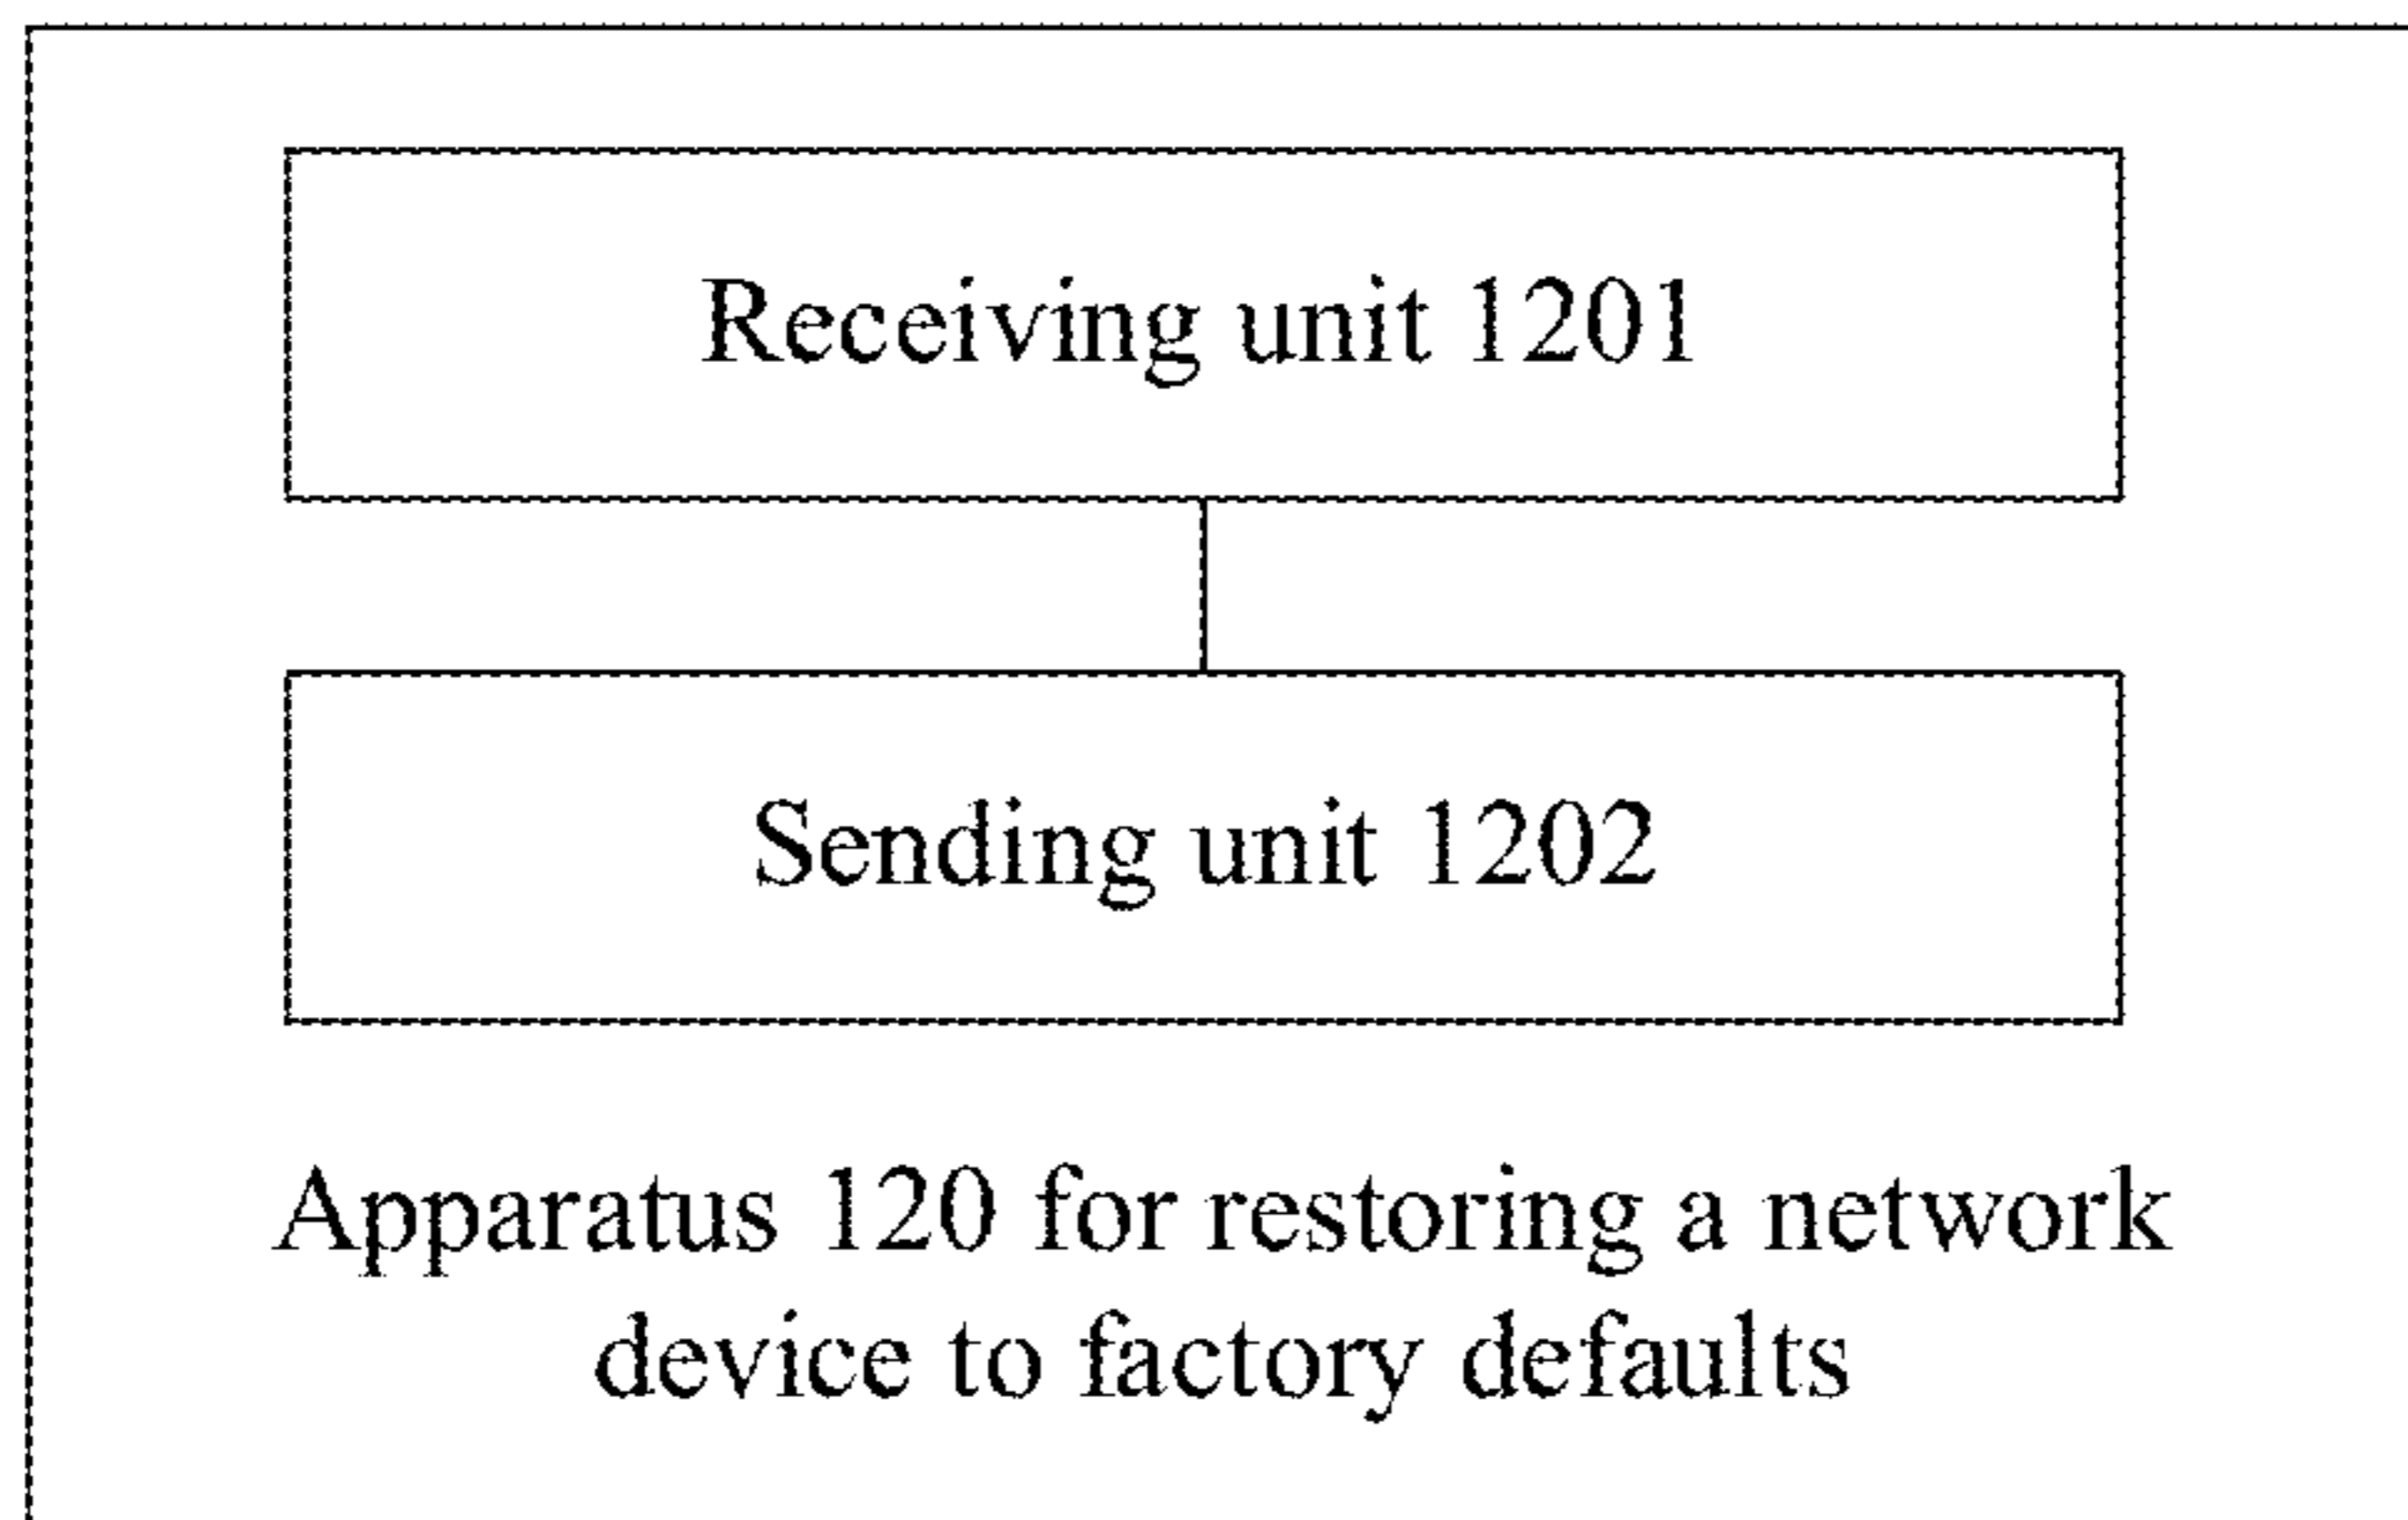 Receiving unit 1201
Sending unit 1202
Apparatus 120 for restoring a network
device to factory defaults